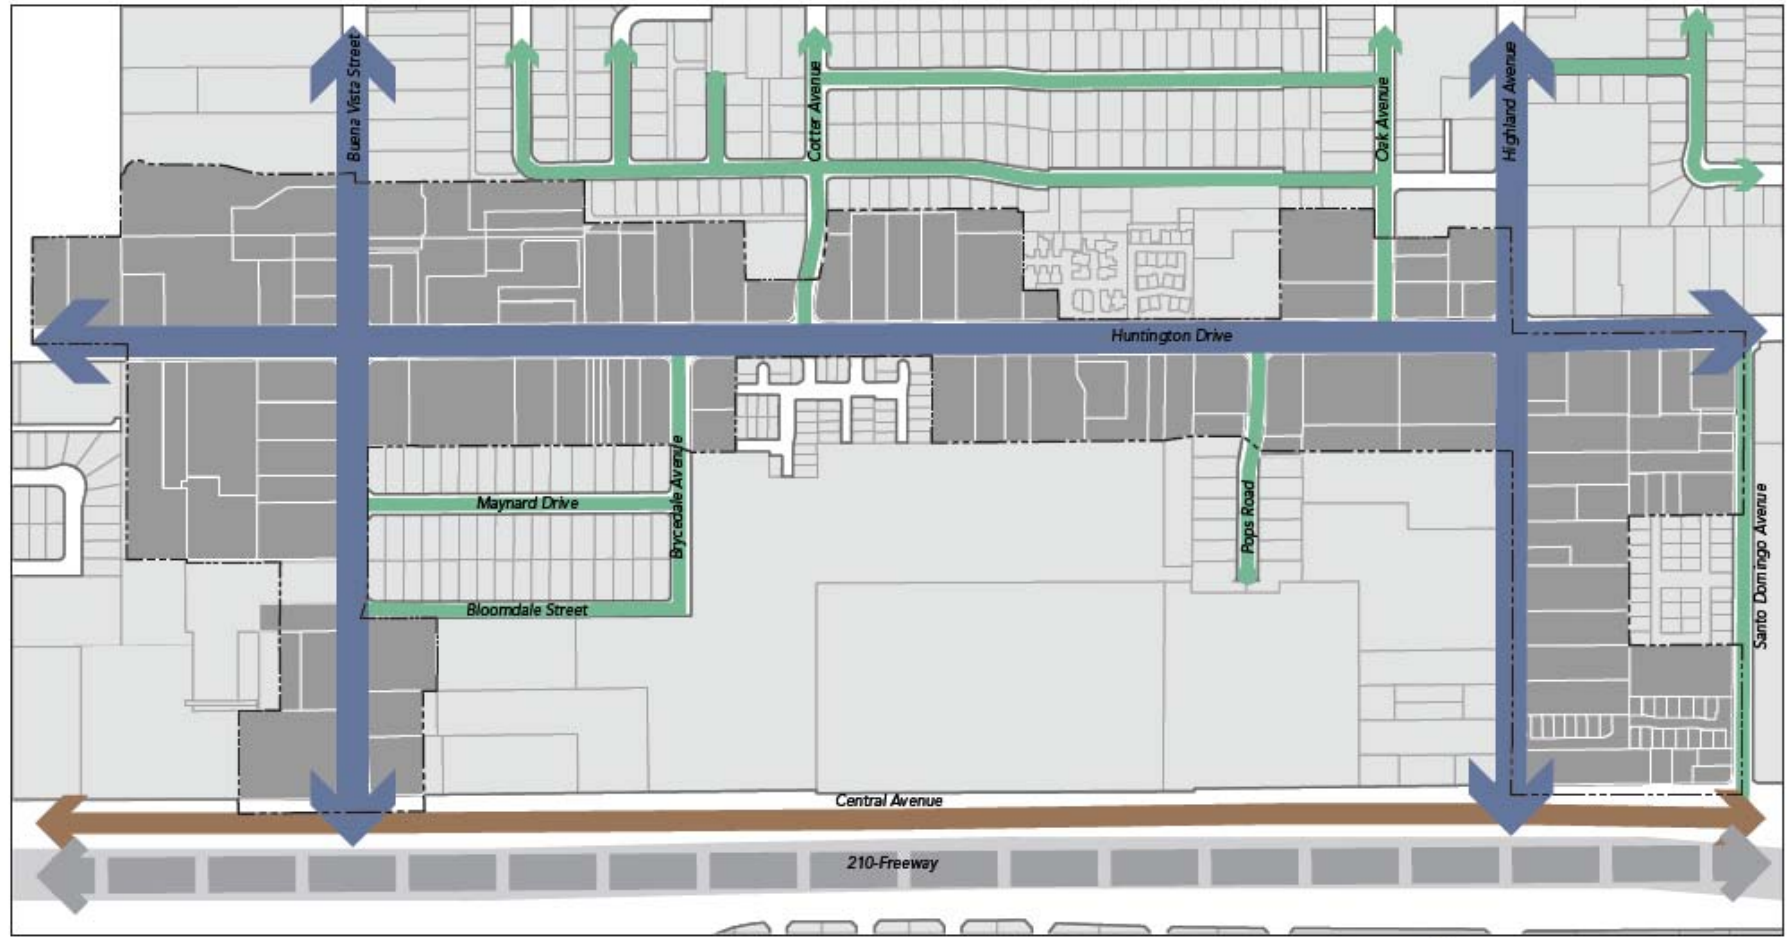 Buena Vista Street
Cotter Avenue
Oak Avenue
Highland Avenue
Huntington Drive
Maynard Drive
Brycedale Avenue
Pops Road
Santo Domingo Avenue
Bloomdale Street
Central Avenue
210-Freeway